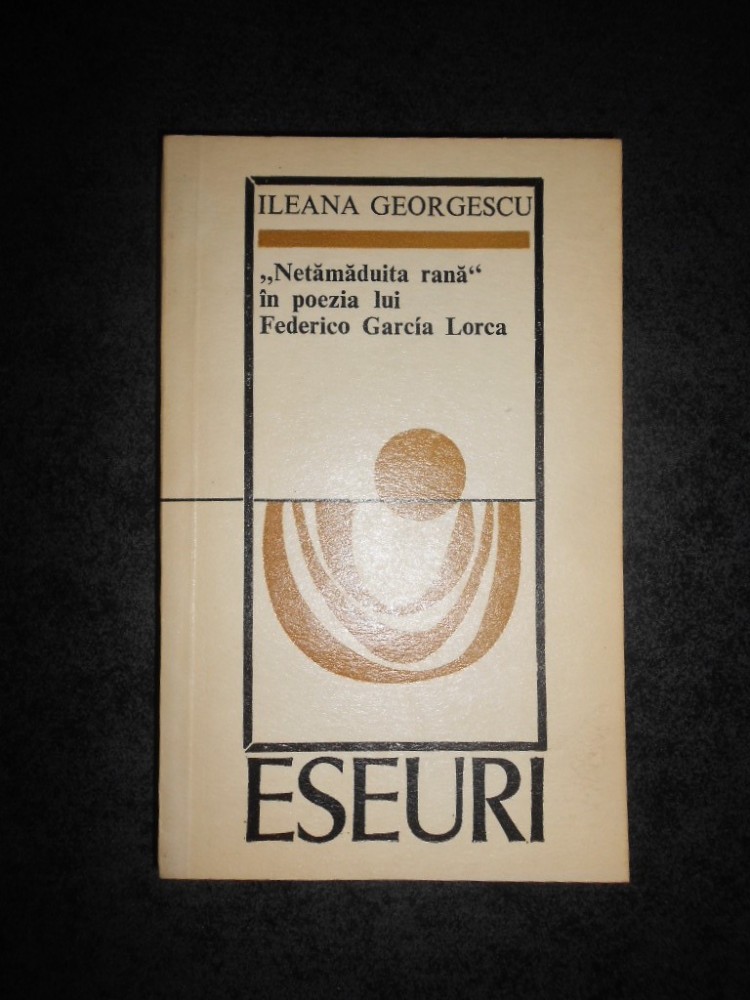 ILEANA GEORGESCU
„Netămăduita rană“
în poezia lui
Federico García Lorca
ESEURI